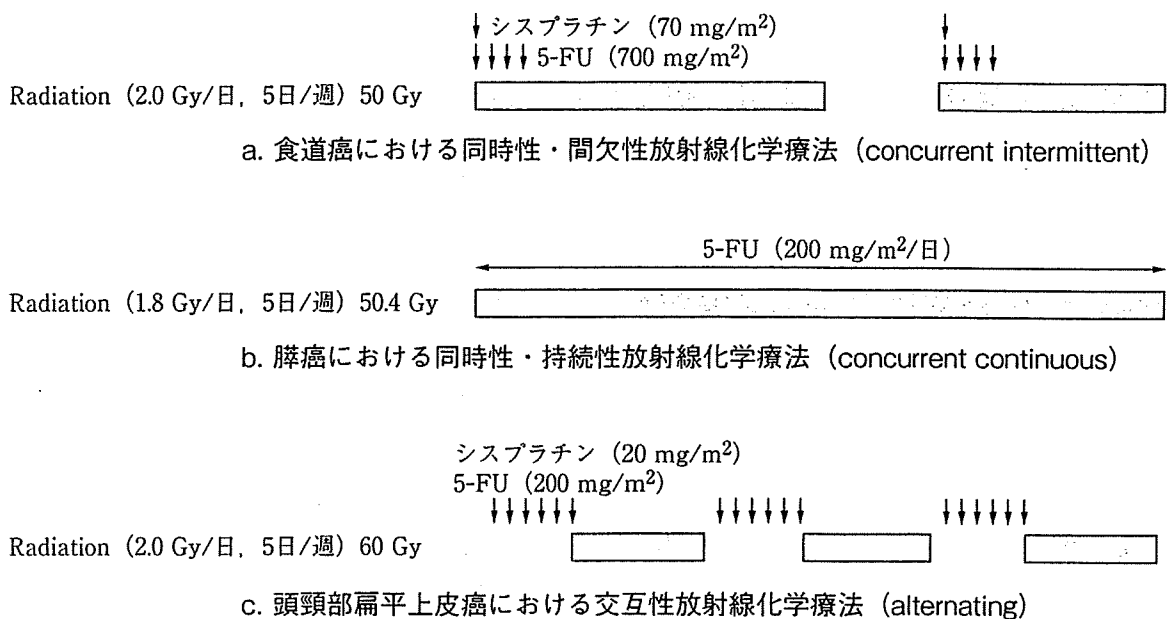 シスプラチン (70 mg/m²)
5-FU (700 mg/m²)
Radiation (2.0 Gy/日, 5日/週) 50 Gy
a. 食道癌における同時性・間欠性放射線化学療法 (concurrent intermittent)
5-FU (200 mg/m²/日)
Radiation (1.8 Gy/日, 5日/週) 50.4 Gy
b. 膵癌における同時性・持続性放射線化学療法 (concurrent continuous)
シスプラチン (20 mg/m²)
5-FU (200 mg/m²)
Radiation (2.0 Gy/日, 5日/週) 60 Gy
c. 頭頸部扁平上皮癌における交互性放射線化学療法 (alternating)